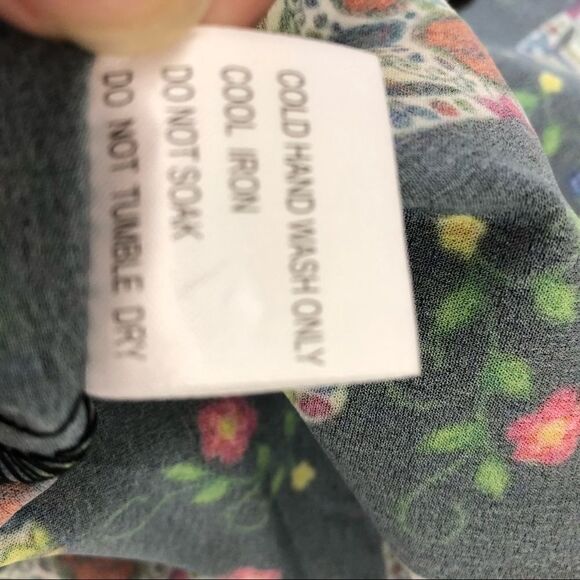 COLD HAND WASH ONLY
COOL IRON
DO NOT SOAK
DO NOT TUMBLE DRY